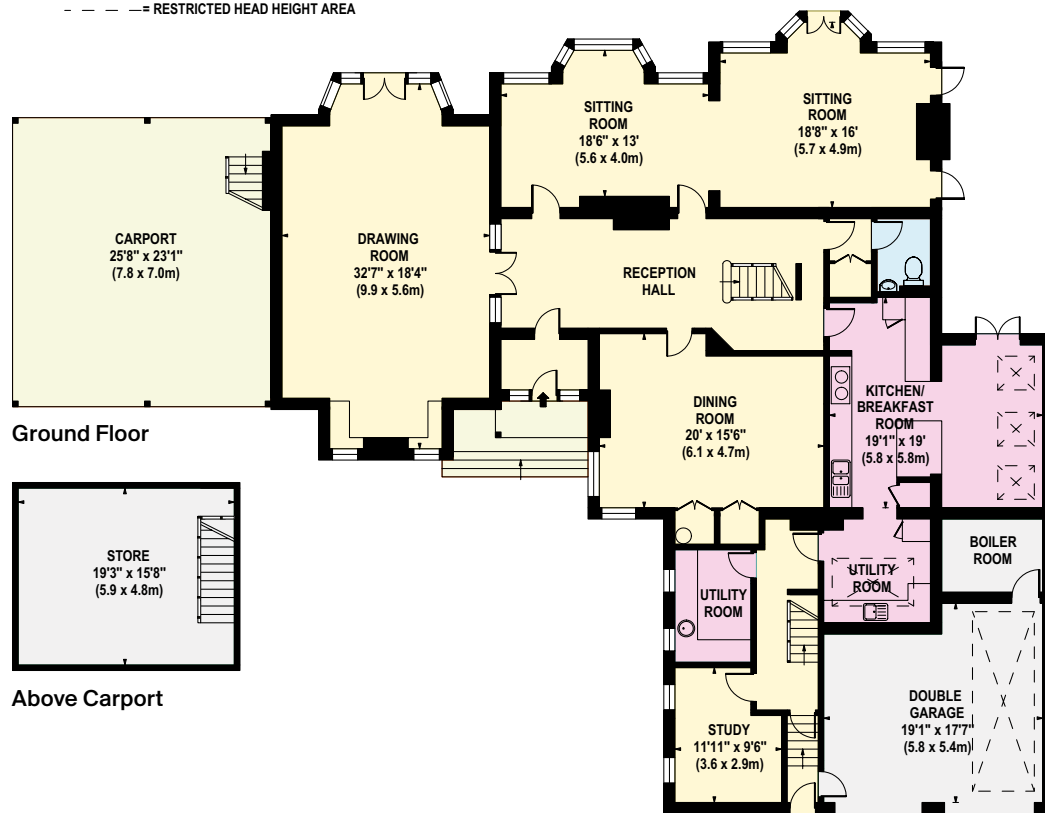 = RESTRICTED HEAD HEIGHT AREA
SITTING
ROOM
18'6" x 13'
(5.6 x 4.0m)
SITTING
ROOM
18'8" x 16'
(5.7 x 4.9m)
CARPORT
25'8" x 23'1"
(7.8 x 7.0m)
DRAWING
ROOM
32'7" x 18'4"
(9.9 x 5.6m)
RECEPTION
HALL
KITCHEN/
BREAKFAST
ROOM
19'1" x 19'
(5.8 x 5.8m)
DINING
ROOM
20' x 15'6"
(6.1 x 4.7m)
Ground Floor
STORE
19'3" x 15'8"
(5.9 x 4.8m)
BOILER
ROOM
UTILITY
ROOM
UTILITY
ROOM
Above Carport
DOUBLE
GARAGE
19'1" x 17'7"
(5.8 x 5.4m)
STUDY
11'11" x 9'6"
(3.6 x 2.9m)